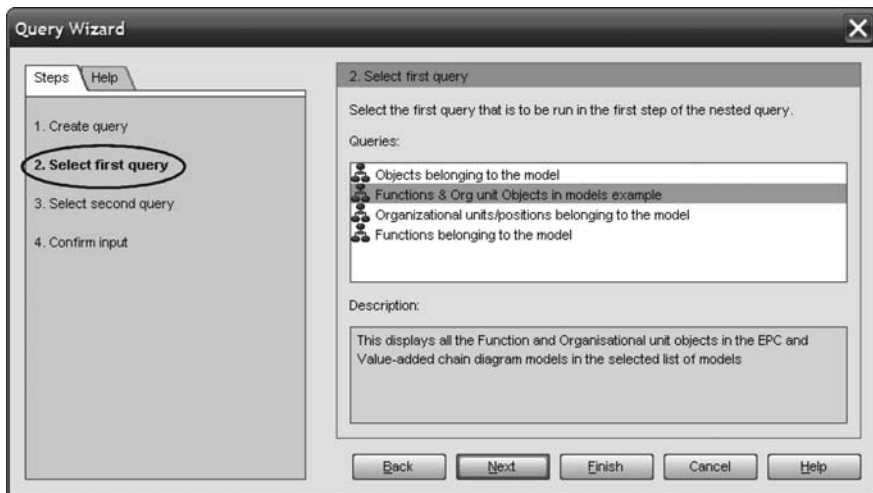 Query Wizard
Steps
Help
1. Create query
2. Select first query
3. Select second query
4. Confirm input
2. Select first query
Select the first query that is to be run in the first step of the nested query.
Queries:
Objects belonging to the model
Functions & Org unit Objects in models example
Organizational units/positions belonging to the model
Functions belonging to the model
Description:
This displays all the Function and Organisational unit objects in the EPC and
Value-added chain diagram models in the selected list of models
Back
Next
Finish
Cancel
Help